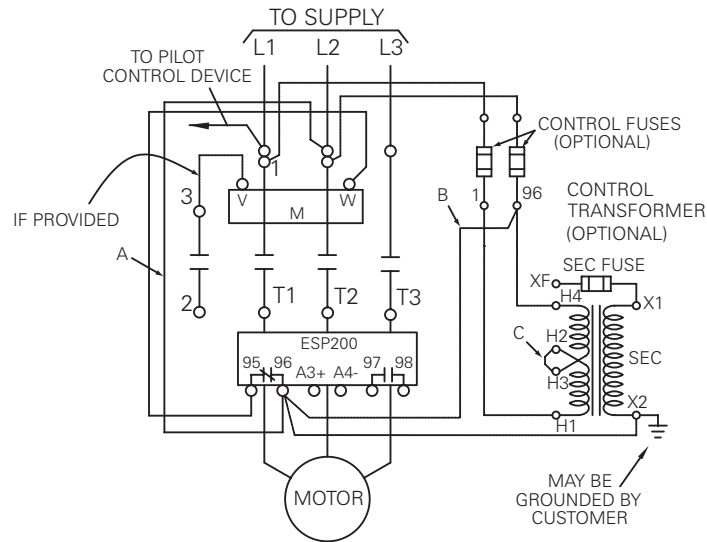 TO SUPPLY
L1 L2 L3
TO PILOT
CONTROL DEVICE
CONTROL FUSES
(OPTIONAL)
1
3
V
W
M
IF PROVIDED
A
B
1
96
CONTROL
TRANSFORMER
(OPTIONAL)
XF
SEC FUSE
H4
X1
2
T1
T2
T3
C
H2
H3
SEC
ESP200
95 96 A3+ A4- 97 98
H1
X2
MOTOR
MAY BE
GROUNDED BY
CUSTOMER